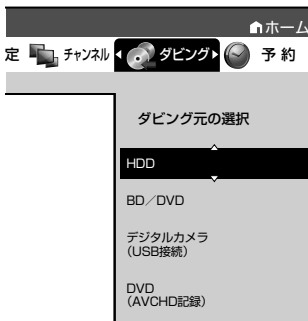 ホーム
定 チャンネル ダビング 予約
ダビング元の選択
HDD
BD／DVD
デジタルカメラ
（USB接続）
DVD
（AVCHD記録）